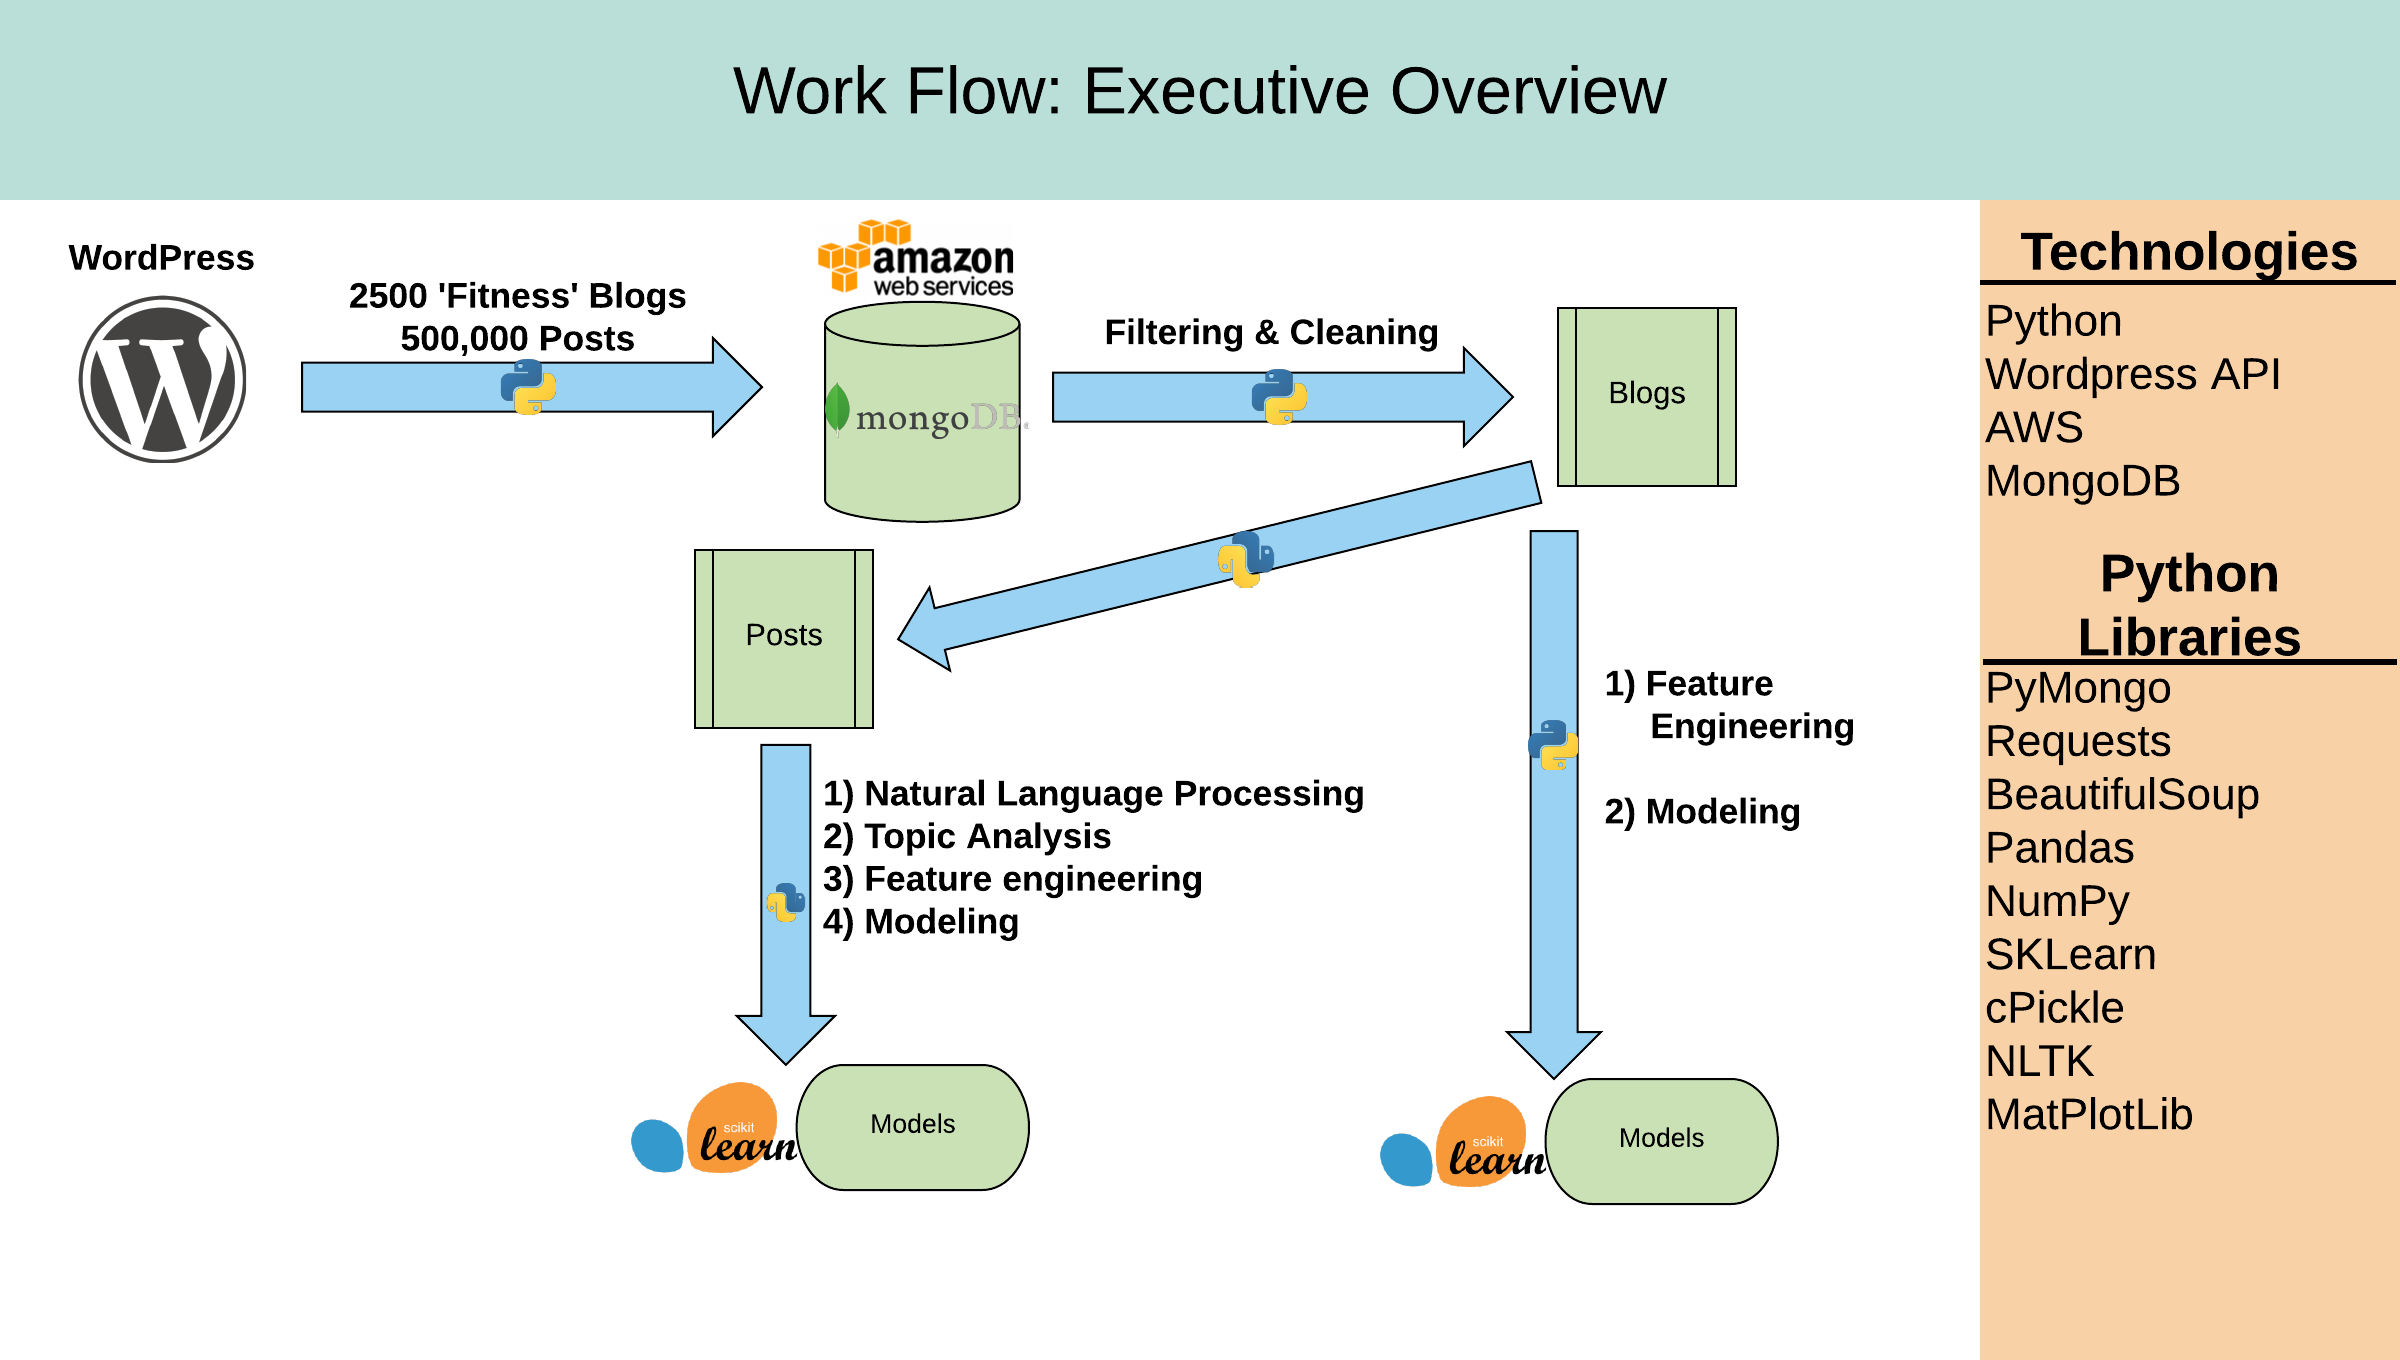 Work Flow: Executive Overview
WordPress
2500 'Fitness' Blogs
500,000 Posts
amazon
web services
mongoDB.
Filtering & Cleaning
Blogs
Posts
1) Natural Language Processing
2) Topic Analysis
3) Feature engineering
4) Modeling
1) Feature
Engineering
2) Modeling
scikit
learn
Models
scikit
learn
Models
Technologies
Python
Wordpress API
AWS
MongoDB
Python
Libraries
PyMongo
Requests
BeautifulSoup
Pandas
NumPy
SKLearn
cPickle
NLTK
MatPlotLib